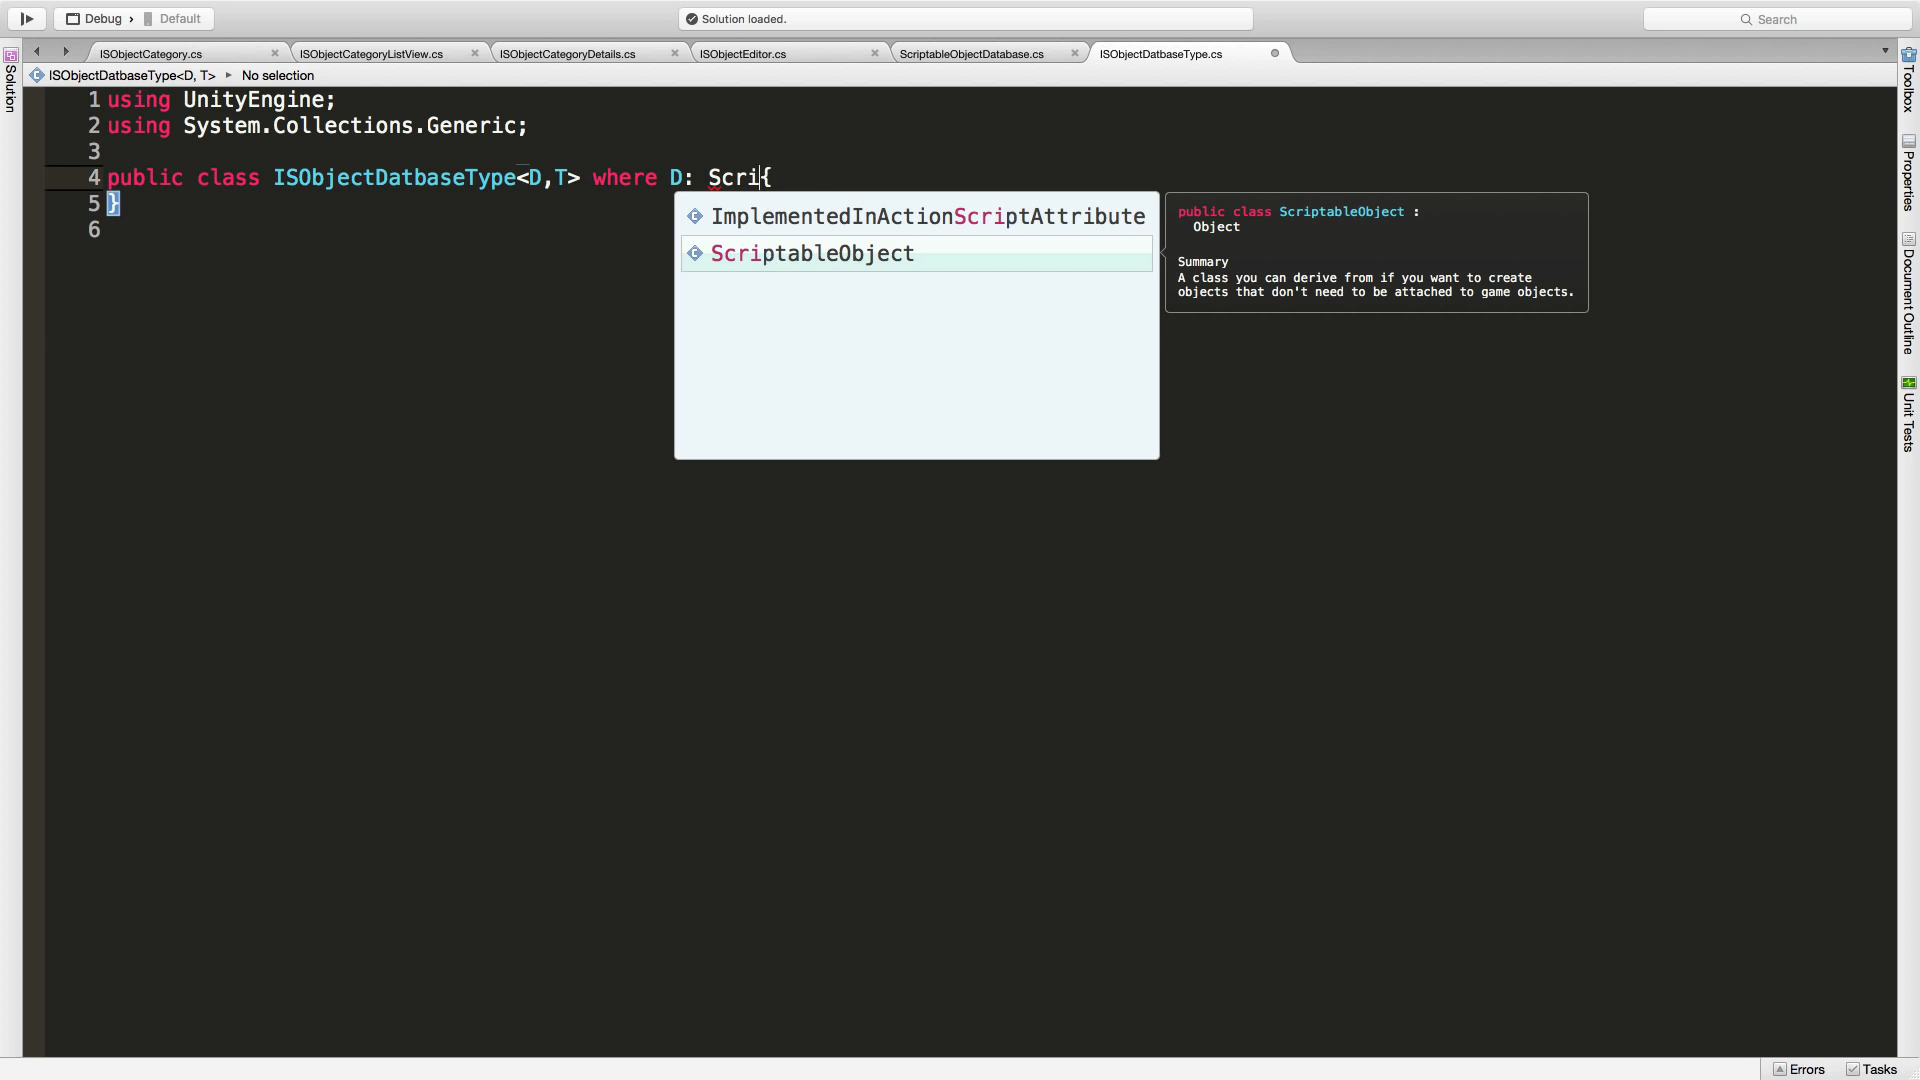 Debug › Default
Solution loaded.
Search
ISObjectCategory.cs
ISObjectCategoryListView.cs
ISObjectCategoryDetails.cs
ISObjectEditor.cs
ScriptableObjectDatabase.cs
ISObjectDatbaseType.cs
ISObjectDatbaseType<D, T> ▸ No selection
1 using UnityEngine;
2 using System.Collections.Generic;
3
4 public class ISObjectDatbaseType<D,T> where D: Scri{
5 }
6
ImplementedInActionScriptAttribute
ScriptableObject
public class ScriptableObject :
Object
Summary
A class you can derive from if you want to create
objects that don't need to be attached to game objects.
Solution
Toolbox
Properties
Document Outline
Unit Tests
Errors
Tasks